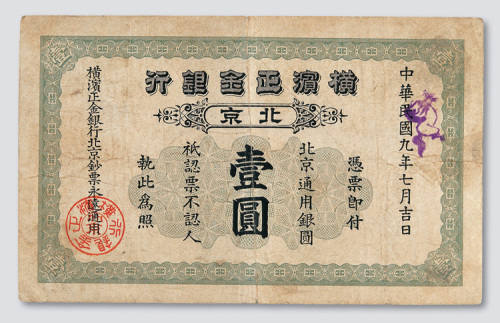 行銀金正濱横
京北
中華民國九年七月吉日
憑票即付
北京通用銀圓
壹圓
祇認票不認人
執此為照
橫濱正金銀行北京鈔票永遠通用